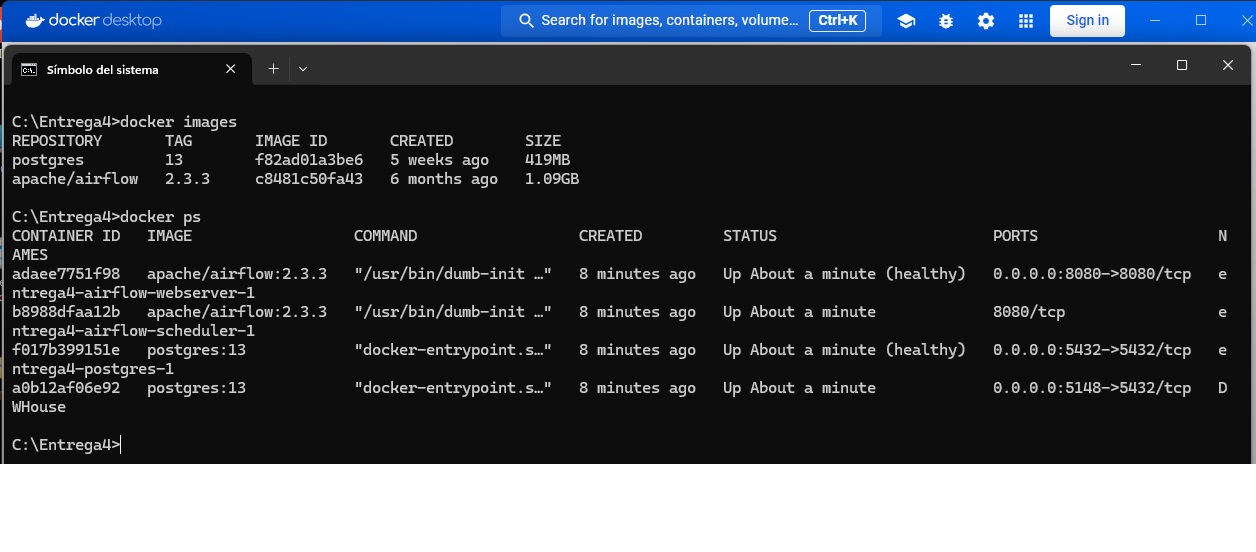 docker desktop
Search for images, containers, volume... Ctrl+K
Sign in
Símbolo del sistema
C:\Entrega4>docker images
REPOSITORY TAG IMAGE ID CREATED SIZE
postgres 13 f82ad01a3be6 5 weeks ago 419MB
apache/airflow 2.3.3 c8481c50fa43 6 months ago 1.09GB
C:\Entrega4>docker ps
CONTAINER ID IMAGE COMMAND CREATED STATUS PORTS N
AMES
adaee7751f98 apache/airflow:2.3.3 "/usr/bin/dumb-init …" 8 minutes ago Up About a minute (healthy) 0.0.0.0:8080->8080/tcp e
ntrega4-airflow-webserver-1
b8988dfaa12b apache/airflow:2.3.3 "/usr/bin/dumb-init …" 8 minutes ago Up About a minute 8080/tcp e
ntrega4-airflow-scheduler-1
f017b399151e postgres:13 "docker-entrypoint.s…" 8 minutes ago Up About a minute (healthy) 0.0.0.0:5432->5432/tcp e
ntrega4-postgres-1
a0b12af06e92 postgres:13 "docker-entrypoint.s…" 8 minutes ago Up About a minute 0.0.0.0:5148->5432/tcp D
WHouse
C:\Entrega4>